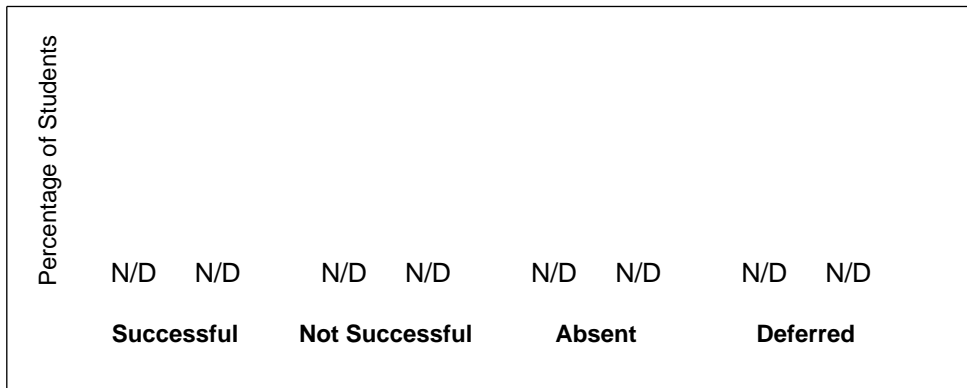 Percentage of Students
N/D N/D N/D N/D N/D N/D N/D N/D
Successful Not Successful Absent Deferred